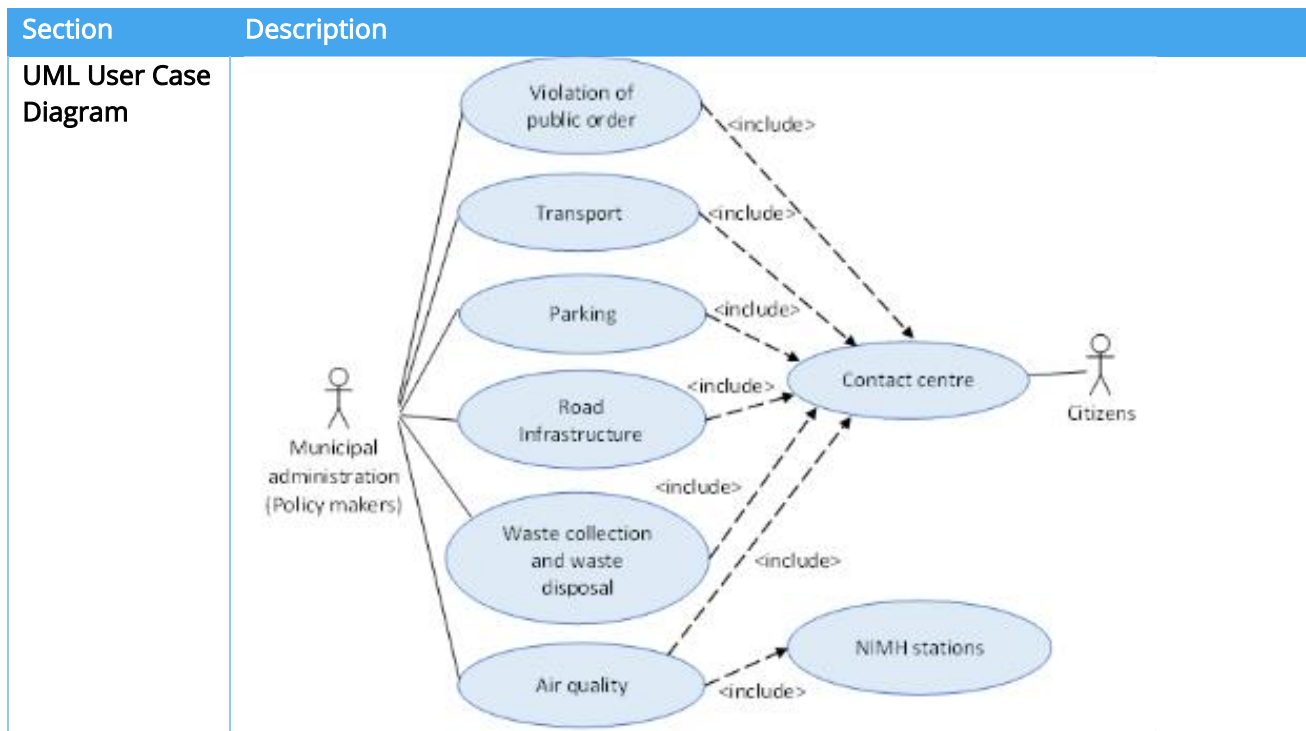 Section Description
UML User Case
Diagram
Violation of
public order
<include>
Transport
<include>
Parking
<include>
Road
Infrastructure
<include>
Contact centre
Citizens
Municipal
administration
(Policy makers)
<include>
Waste collection
and waste
disposal
<include>
NIMH stations
Air quality
<include>